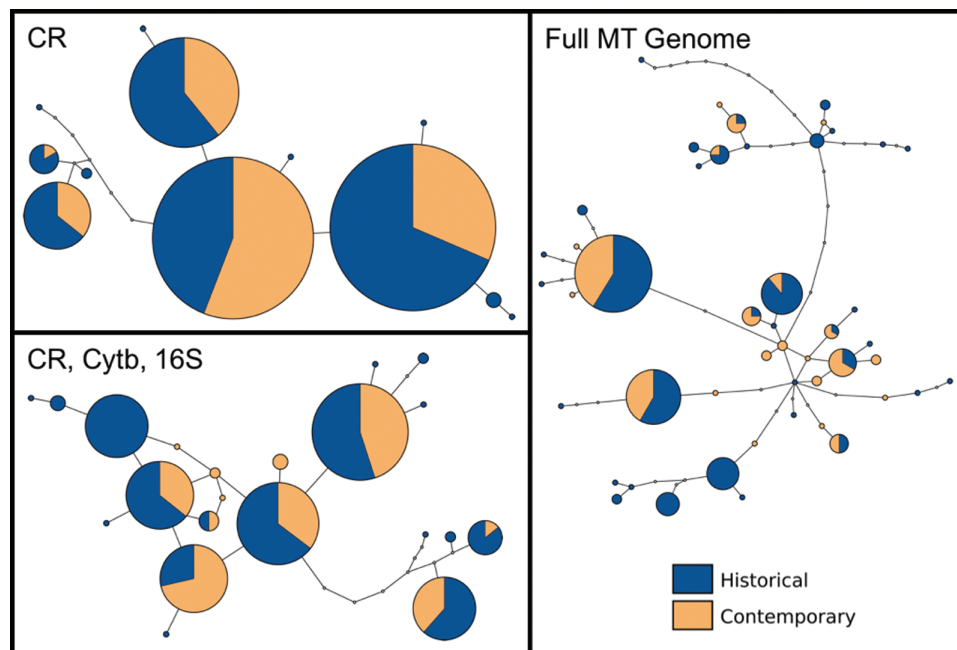 CR
Full MT Genome
CR, Cytb, 16S
Historical
Contemporary